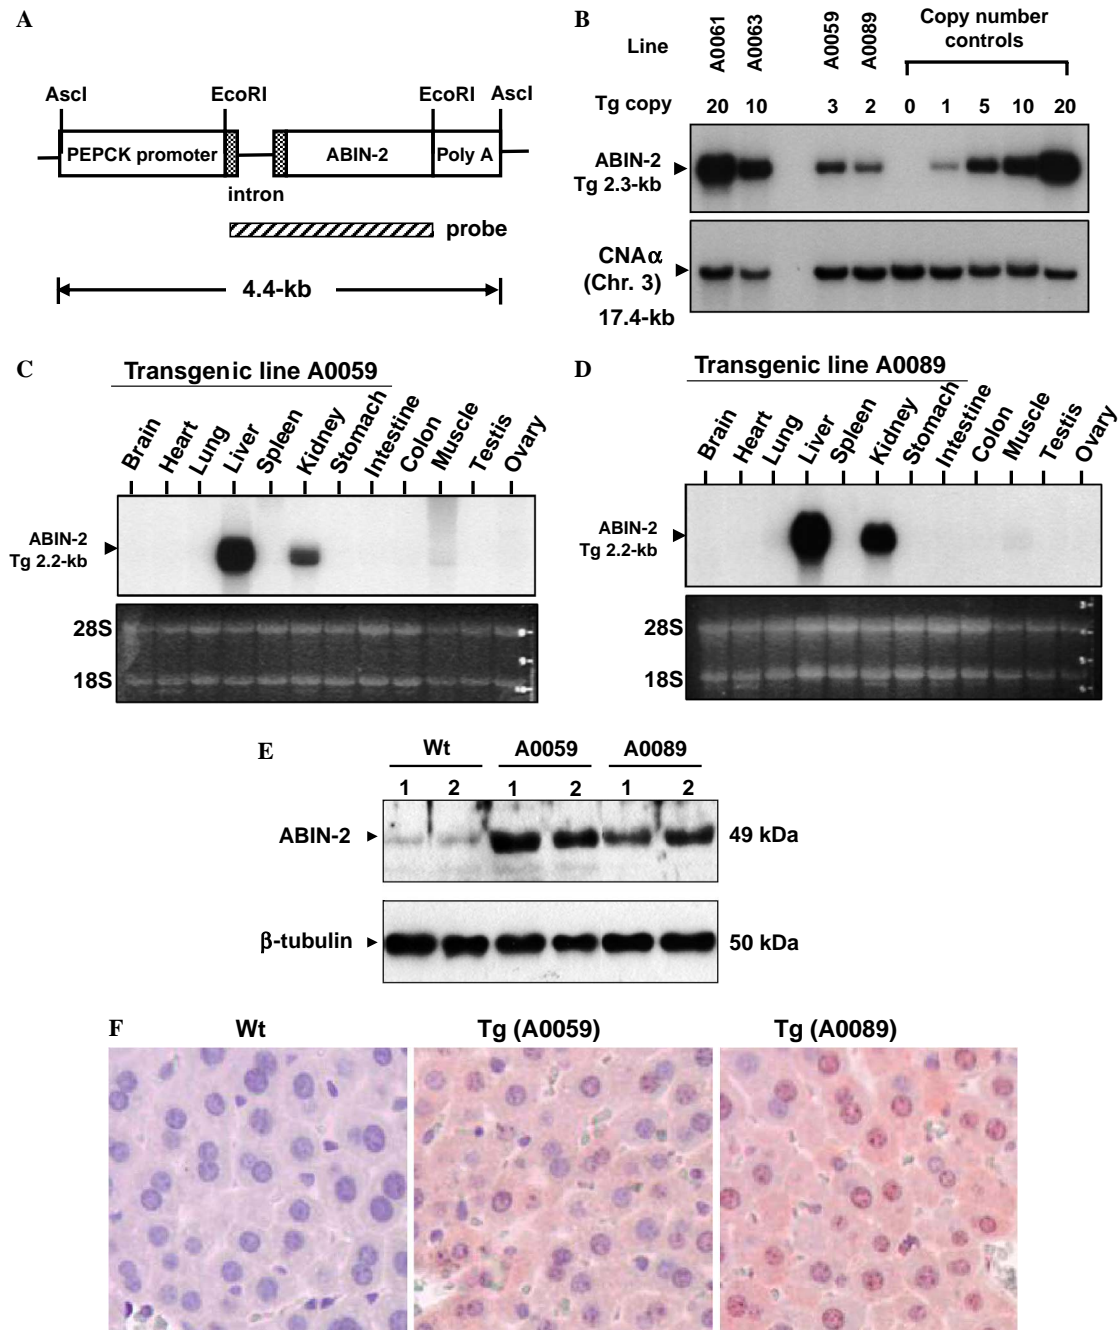 A
AscI EcoRI EcoRI AscI
PEPCK promoter ABIN-2 Poly A
intron
probe
4.4-kb
B
Line A0061 A0063 A0059 A0089 Copy number
controls
Tg copy 20 10 3 2 0 1 5 10 20
ABIN-2
Tg 2.3-kb
CNAα
(Chr. 3)
17.4-kb
C
Transgenic line A0059
Brain Heart Lung Liver Spleen Kidney Stomach Intestine Colon Muscle Testis Ovary
ABIN-2
Tg 2.2-kb
28S
18S
D
Transgenic line A0089
Brain Heart Lung Liver Spleen Kidney Stomach Intestine Colon Muscle Testis Ovary
ABIN-2
Tg 2.2-kb
28S
18S
E
Wt A0059 A0089
1 2 1 2 1 2
ABIN-2 49 kDa
β-tubulin 50 kDa
F
Wt Tg (A0059) Tg (A0089)